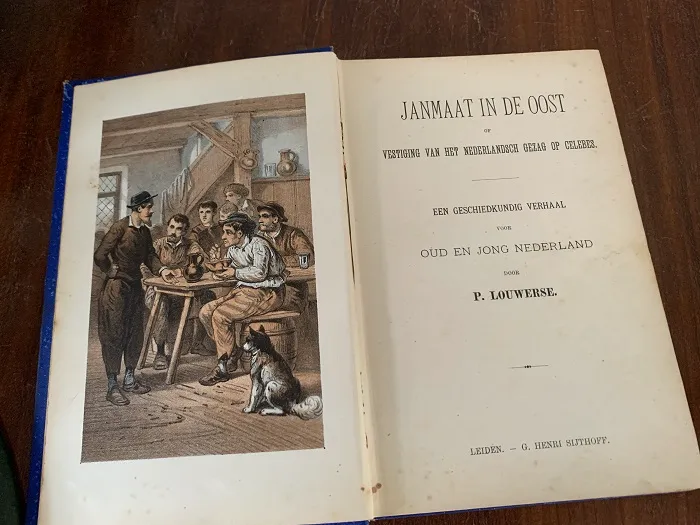 JANMAAT IN DE OOST
OF
VESTIGING VAN HET NEDERLANDSCH GEZAG OP CELEBES.
EEN GESCHIEDKUNDIG VERHAAL
VOOR
OUD EN JONG NEDERLAND
DOOR
P. LOUWERSE.
LEIDEN. — G. HENRI SIJTHOFF.